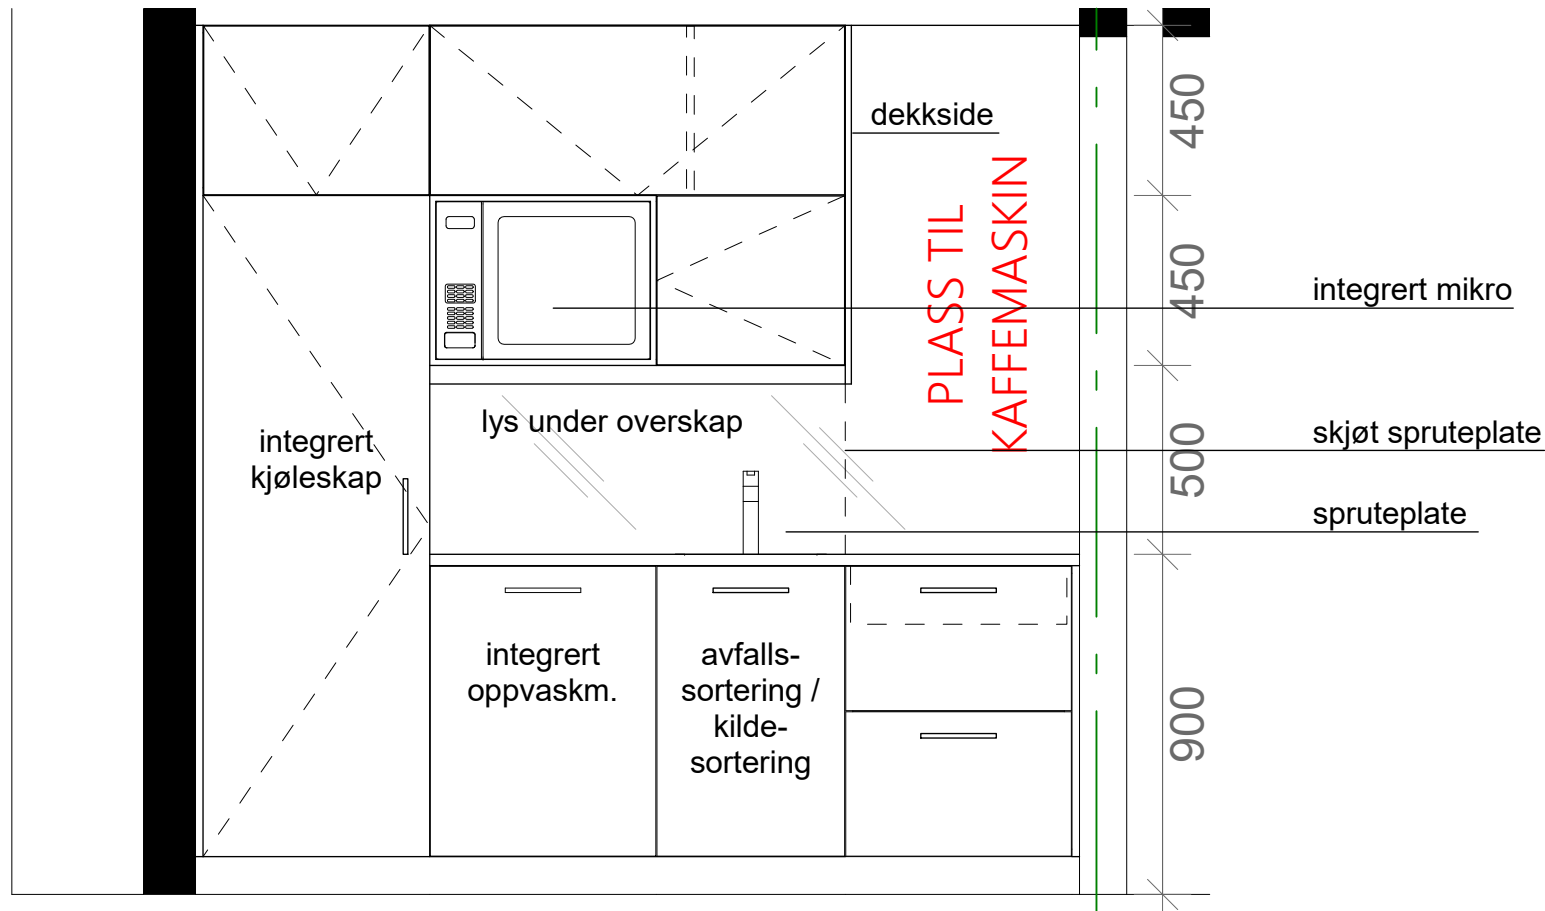 450
dekkside
PLASS TIL
KAFFEMASKIN
450
integrert mikro
lys under overskap
integrert
kjøleskap
skjøt spruteplate
500
spruteplate
integrert
oppvaskm.
avfalls-
sortering /
kilde-
sortering
900